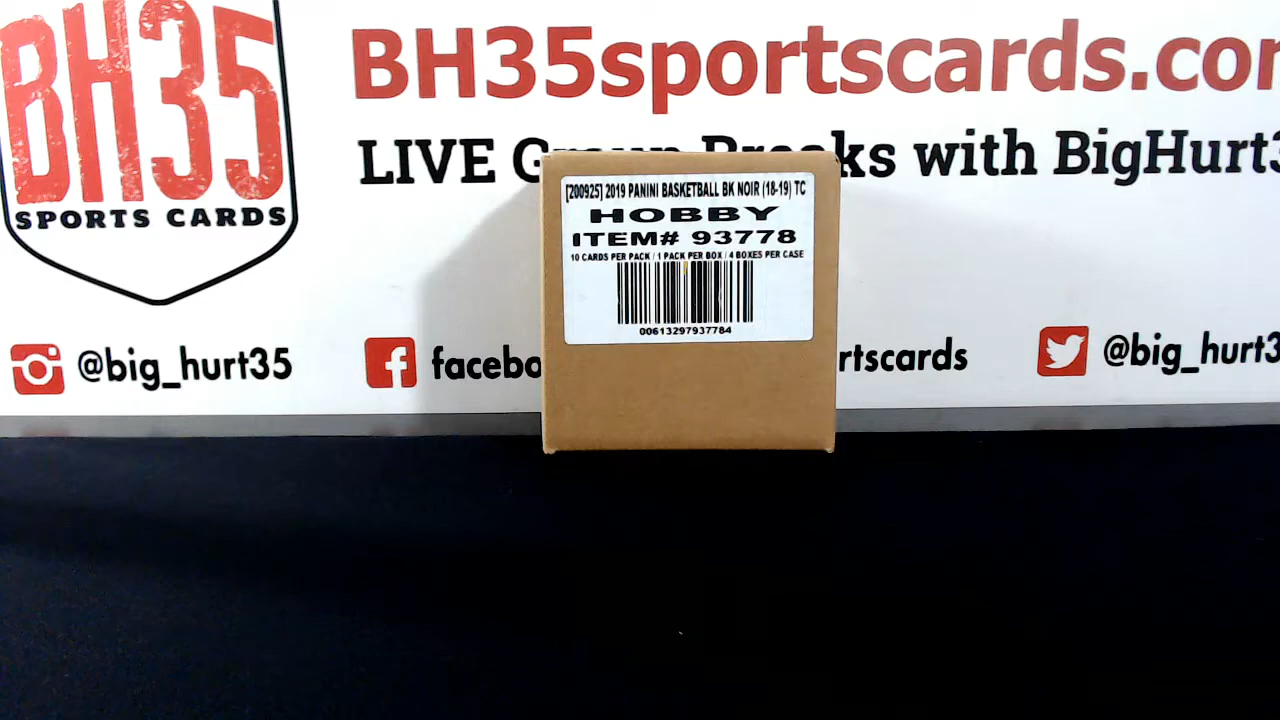 BH35
SPORTS CARDS
BH35sportscards.co
LIVE G ks with BigHurt3
[200925] 2019 PANINI BASKETBALL BK NOIR (18-19) TC
HOBBY
ITEM# 93778
10 CARDS PER PACK / 1 PACK PER BOX / 4 BOXES PER CASE
00613297937784
@big_hurt35
facebo rtscards
@big_hurt3